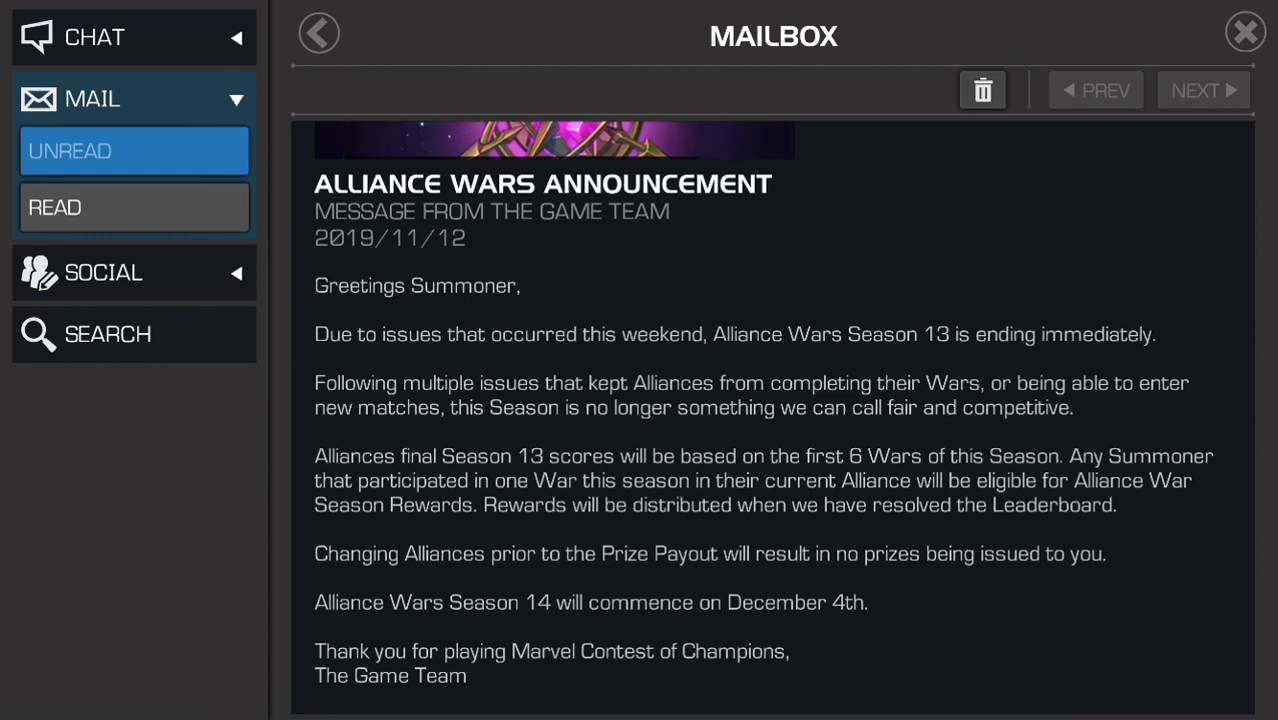 CHAT
MAIL
UNREAD
READ
SOCIAL
SEARCH
MAILBOX
PREV
NEXT
ALLIANCE WARS ANNOUNCEMENT
MESSAGE FROM THE GAME TEAM
2019/11/12
Greetings Summoner,
Due to issues that occurred this weekend, Alliance Wars Season 13 is ending immediately.
Following multiple issues that kept Alliances from completing their Wars, or being able to enter
new matches, this Season is no longer something we can call fair and competitive.
Alliances final Season 13 scores will be based on the first 6 Wars of this Season. Any Summoner
that participated in one War this season in their current Alliance will be eligible for Alliance War
Season Rewards. Rewards will be distributed when we have resolved the Leaderboard.
Changing Alliances prior to the Prize Payout will result in no prizes being issued to you.
Alliance Wars Season 14 will commence on December 4th.
Thank you for playing Marvel Contest of Champions,
The Game Team